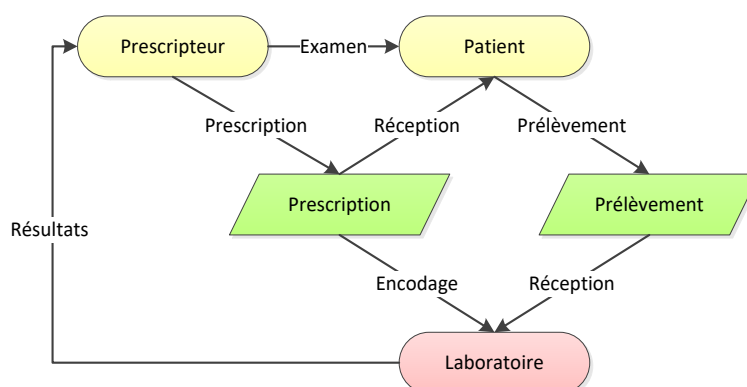 Prescripteur
Examen
Patient
Prescription
Réception
Prélèvement
Prescription
Prélèvement
Résultats
Encodage
Réception
Laboratoire